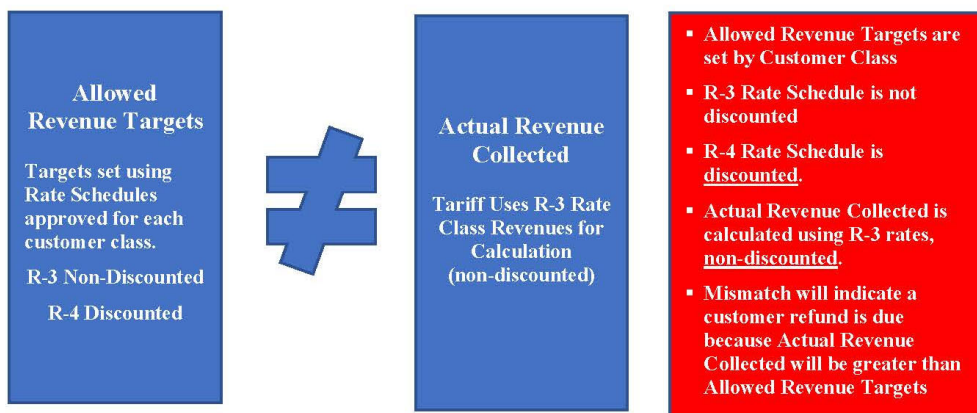 Allowed
Revenue Targets
Targets set using
Rate Schedules
approved for each
customer class.
R-3 Non-Discounted
R-4 Discounted
Actual Revenue
Collected
Tariff Uses R-3 Rate
Class Revenues for
Calculation
(non-discounted)
▪ Allowed Revenue Targets are
set by Customer Class
▪ R-3 Rate Schedule is not
discounted
▪ R-4 Rate Schedule is
discounted.
▪ Actual Revenue Collected is
calculated using R-3 rates,
non-discounted.
▪ Mismatch will indicate a
customer refund is due
because Actual Revenue
Collected will be greater than
Allowed Revenue Targets